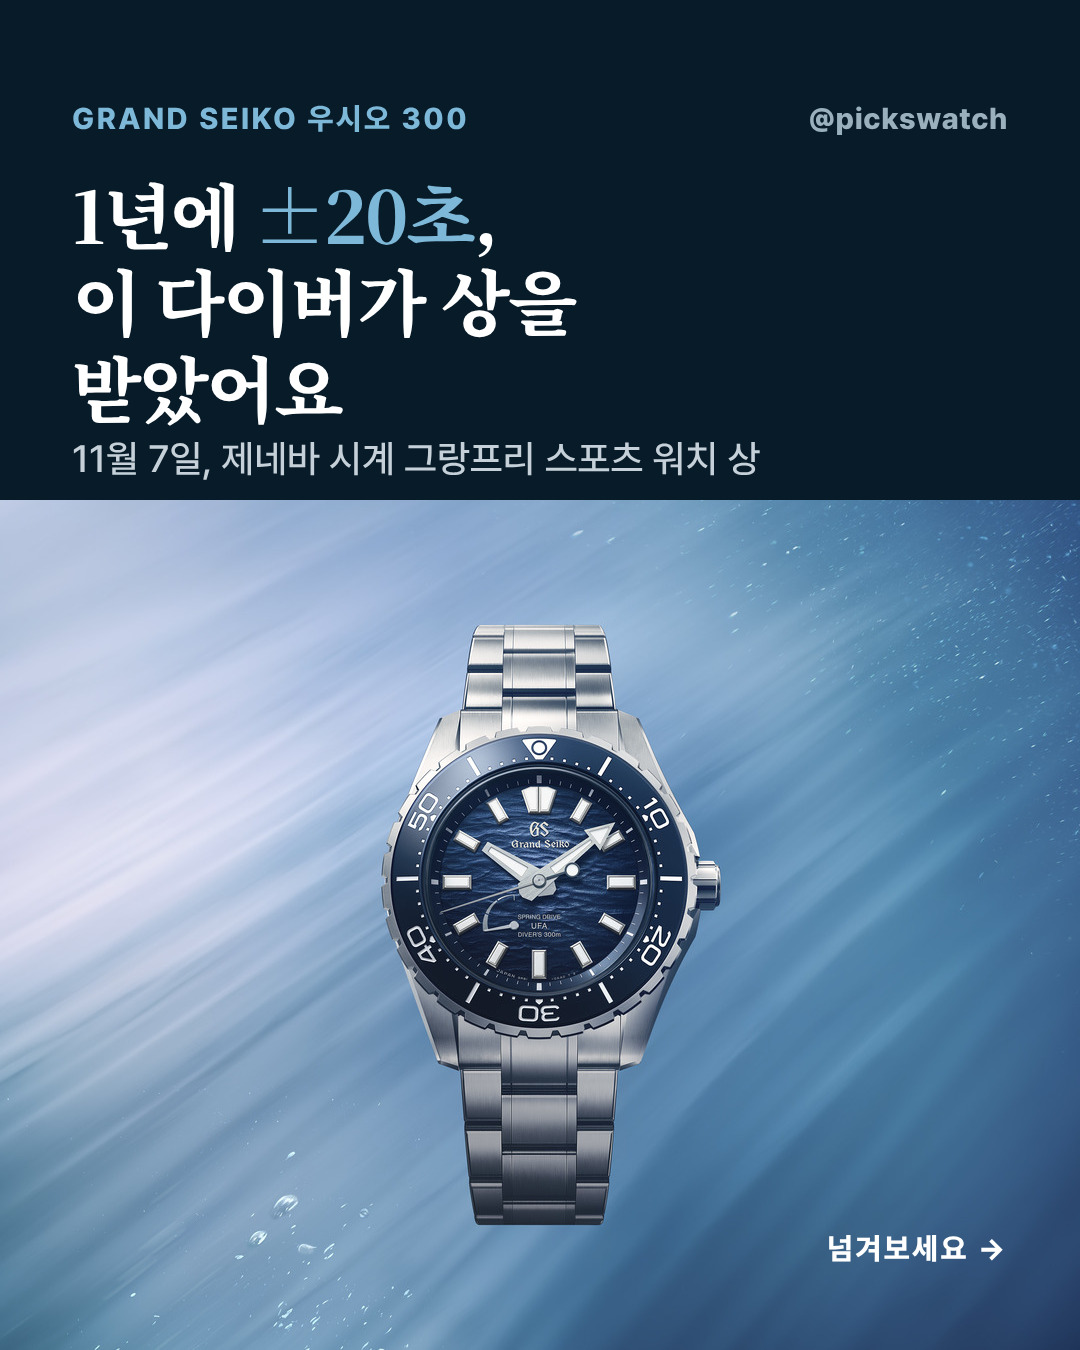 GRAND SEIKO 우시오 300
@pickswatch
1년에 ±20초,
이 다이버가 상을
받았어요
11월 7일, 제네바 시계 그랑프리 스포츠 워치 상
10
20
30
40
50
GS
Grand Seiko
SPRING DRIVE
UFA
DIVER'S 300m
넘겨보세요 →